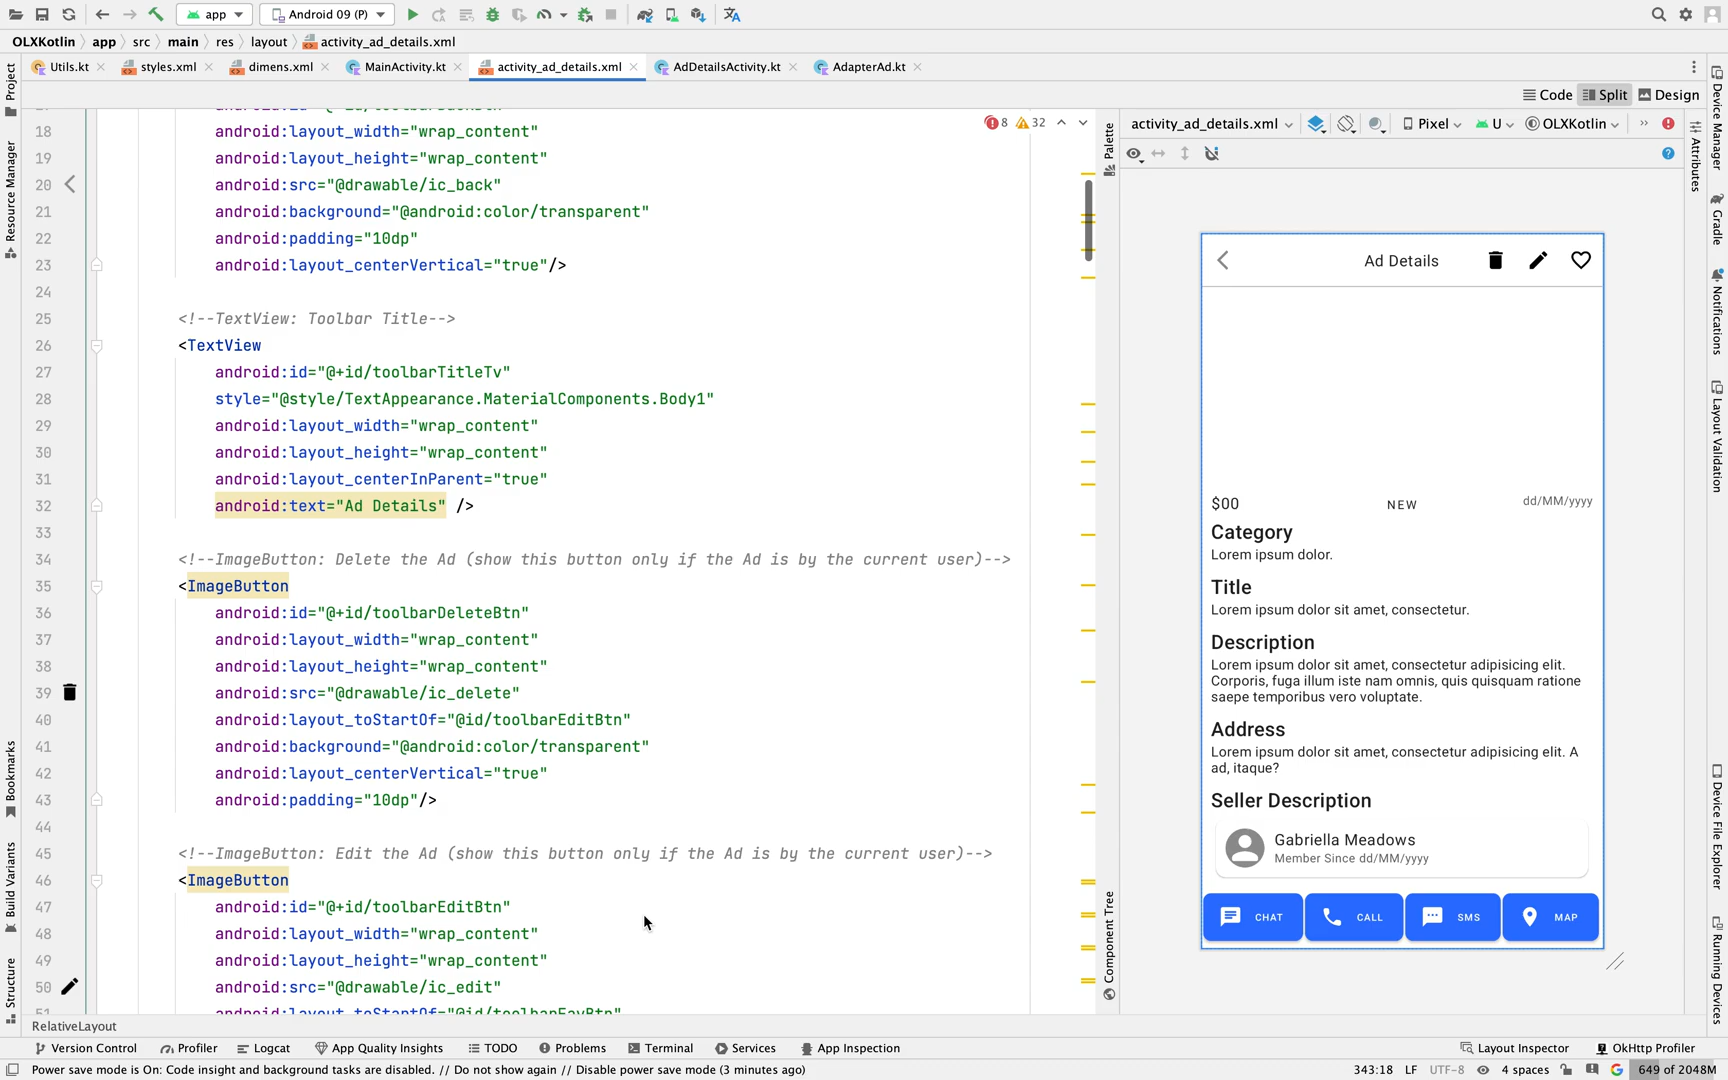 app
Android 09 (P)
OLXKotlin
app
src
main
res
layout
activity_ad_details.xml
Utils.kt
styles.xml
dimens.xml
MainActivity.kt
activity_ad_details.xml
AdDetailsActivity.kt
AdapterAd.kt
Code
Split
Design
Project
Resource Manager
Bookmarks
Build Variants
Structure
18 android:layout_width="wrap_content"
19 android:layout_height="wrap_content"
20 android:src="@drawable/ic_back"
21 android:background="@android:color/transparent"
22 android:padding="10dp"
23 android:layout_centerVertical="true"/>
24
25 <!--TextView: Toolbar Title-->
26 <TextView
27 android:id="@+id/toolbarTitleTv"
28 style="@style/TextAppearance.MaterialComponents.Body1"
29 android:layout_width="wrap_content"
30 android:layout_height="wrap_content"
31 android:layout_centerInParent="true"
32 android:text="Ad Details" />
33
34 <!--ImageButton: Delete the Ad (show this button only if the Ad is by the current user)-->
35 <ImageButton
36 android:id="@+id/toolbarDeleteBtn"
37 android:layout_width="wrap_content"
38 android:layout_height="wrap_content"
39 android:src="@drawable/ic_delete"
40 android:layout_toStartOf="@id/toolbarEditBtn"
41 android:background="@android:color/transparent"
42 android:layout_centerVertical="true"
43 android:padding="10dp"/>
44
45 <!--ImageButton: Edit the Ad (show this button only if the Ad is by the current user)-->
46 <ImageButton
47 android:id="@+id/toolbarEditBtn"
48 android:layout_width="wrap_content"
49 android:layout_height="wrap_content"
50 android:src="@drawable/ic_edit"
51 android:layout_toStartOf="@id/toolbarFavBtn"
8 32
RelativeLayout
Palette
Component Tree
activity_ad_details.xml
Pixel
U
OLXKotlin
Ad Details
$00
NEW
dd/MM/yyyy
Category
Lorem ipsum dolor.
Title
Lorem ipsum dolor sit amet, consectetur.
Description
Lorem ipsum dolor sit amet, consectetur adipisicing elit.
Corporis, fuga illum iste nam omnis, quis quisquam ratione
saepe temporibus vero voluptate.
Address
Lorem ipsum dolor sit amet, consectetur adipisicing elit. A
ad, itaque?
Seller Description
Gabriella Meadows
Member Since dd/MM/yyyy
CHAT
CALL
SMS
MAP
Attributes
Device Manager
Gradle
Notifications
Layout Validation
Device File Explorer
Running Devices
Version Control
Profiler
Logcat
App Quality Insights
TODO
Problems
Terminal
Services
App Inspection
Layout Inspector
OkHttp Profiler
Power save mode is On: Code insight and background tasks are disabled. // Do not show again // Disable power save mode (3 minutes ago)
343:18
LF
UTF-8
4 spaces
649 of 2048M